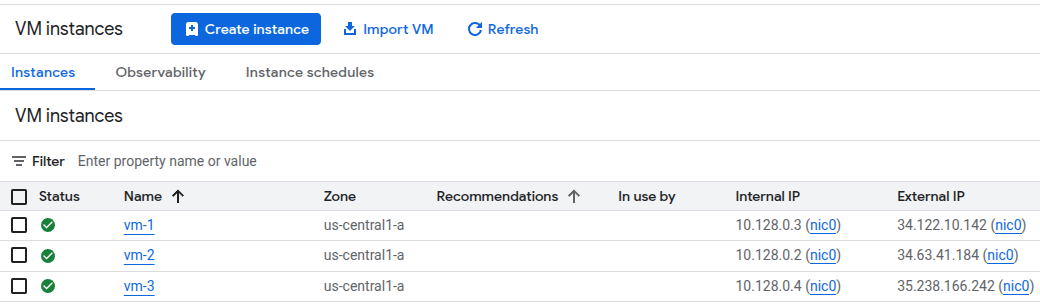 VM instances Create instance Import VM Refresh
Instances Observability Instance schedules
VM instances
Filter Enter property name or value
Status Name Zone Recommendations In use by Internal IP External IP
vm-1 us-central1-a 10.128.0.3 (nic0) 34.122.10.142 (nic0)
vm-2 us-central1-a 10.128.0.2 (nic0) 34.63.41.184 (nic0)
vm-3 us-central1-a 10.128.0.4 (nic0) 35.238.166.242 (nic0)